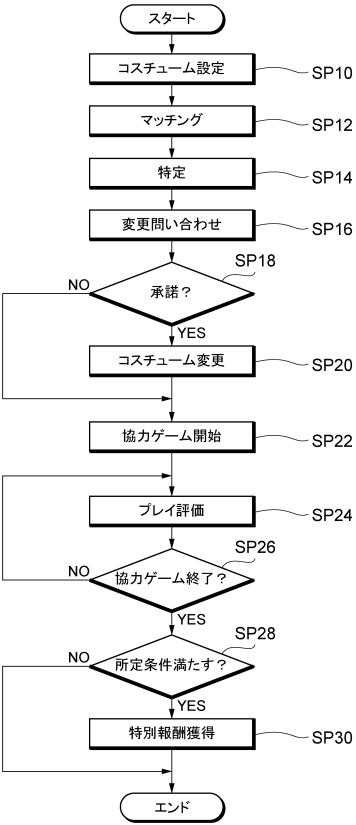 スタート
コスチューム設定
SP10
マッチング
SP12
特定
SP14
変更問い合わせ
SP16
SP18
承諾?
NO
YES
コスチューム変更
SP20
協力ゲーム開始
SP22
プレイ評価
SP24
SP26
協力ゲーム終了?
NO
YES
SP28
所定条件満たす?
NO
YES
特別報酬獲得
SP30
エンド